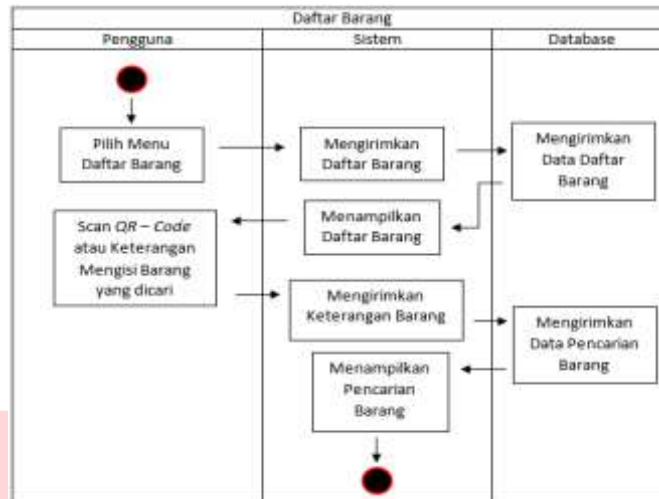 Daftar Barang
Pengguna
Sistem
Database
Pilih Menu
Daftar Barang
Mengirimkan
Daftar Barang
Mengirimkan
Data Daftar
Barang
Menampilkan
Daftar Barang
Scan QR – Code
atau Keterangan
Mengisi Barang
yang dicari
Mengirimkan
Keterangan Barang
Mengirimkan
Data Pencarian
Barang
Menampilkan
Pencarian
Barang